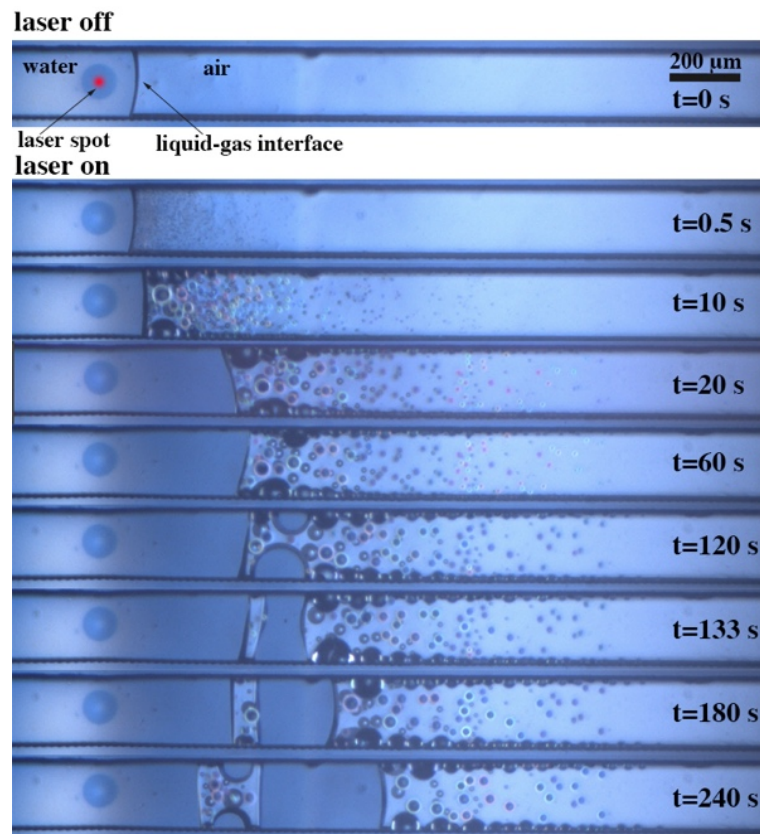 laser off
water
air
200 μm
t=0 s
laser spot
liquid-gas interface
laser on
t=0.5 s
t=10 s
t=20 s
t=60 s
t=120 s
t=133 s
t=180 s
t=240 s